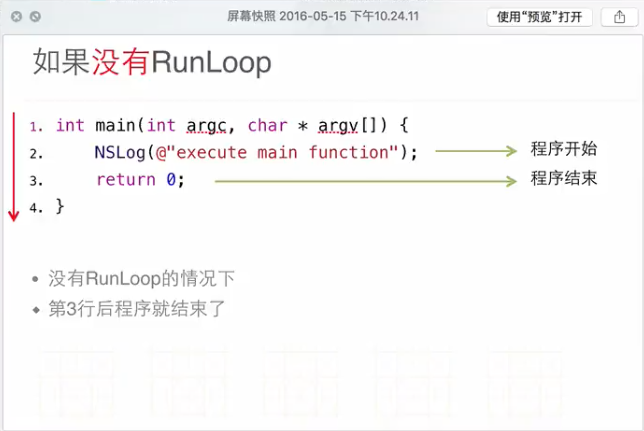 屏幕快照 2016-05-15 下午10.24.11
使用“预览”打开
如果没有RunLoop
1. int main(int argc, char * argv[]) {
2. NSLog(@"execute main function"); 程序开始
3. return 0; 程序结束
4. }
• 没有RunLoop的情况下
◆ 第3行后程序就结束了